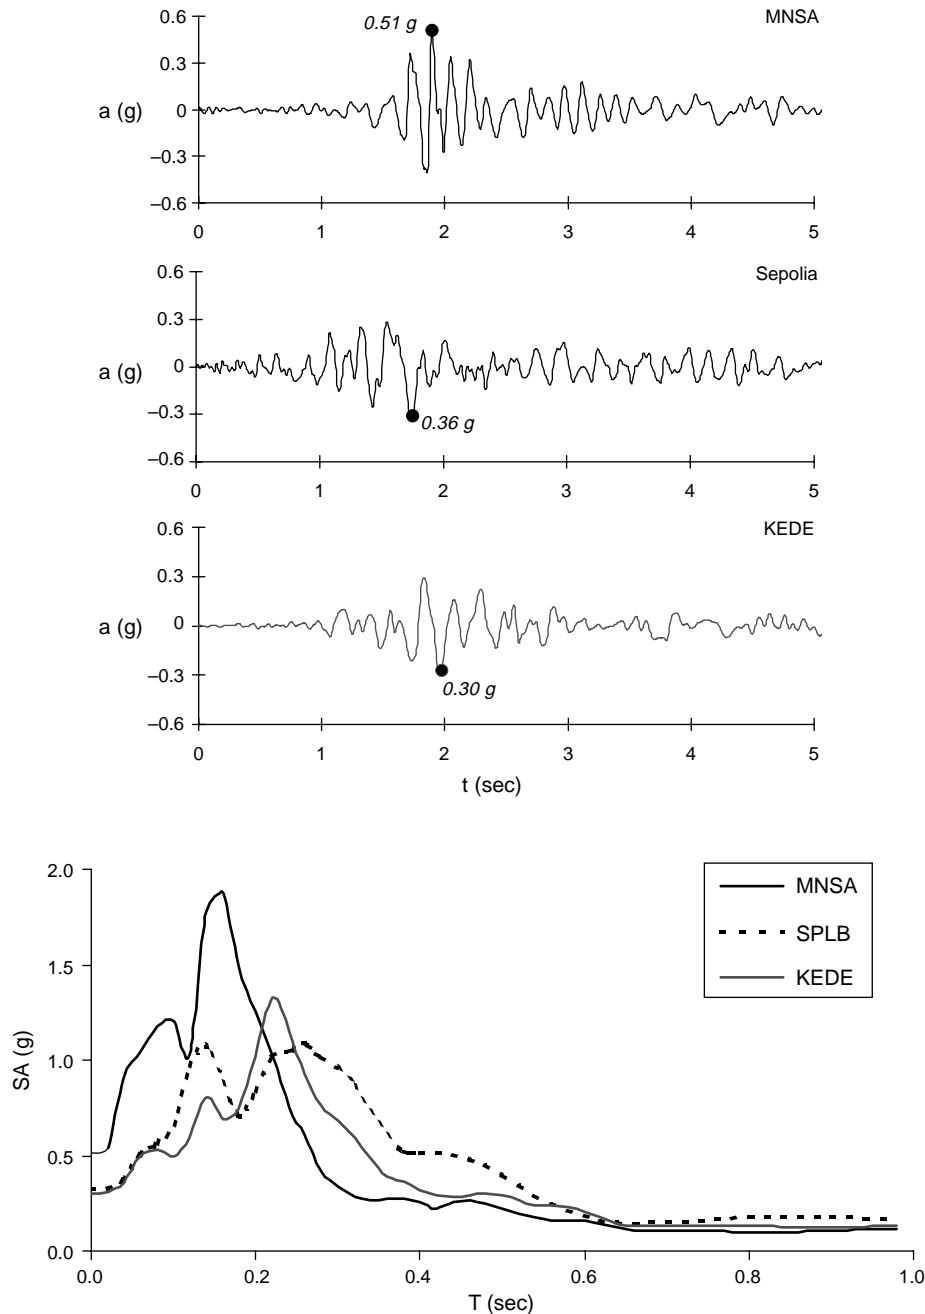 MNSA
0.51 g
0.6
0.3
a (g)
0
–0.3
–0.6
0 1 2 3 4 5
Sepolia
0.6
0.3
a (g)
0
–0.3
0.36 g
–0.6
0 1 2 3 4 5
KEDE
0.6
0.3
a (g)
0
–0.3
0.30 g
–0.6
0 1 2 3 4 5
t (sec)
2.0
1.5
1.0
0.5
0.0
SA (g)
MNSA
SPLB
KEDE
0.0 0.2 0.4 0.6 0.8 1.0
T (sec)